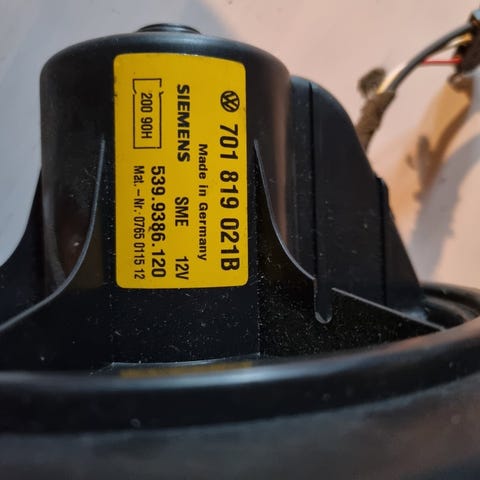 701 819 021B
Made in Germany
SIEMENS SME 12V
539.9386.120
200 90H
Mat.-Nr. 0765 0115 12